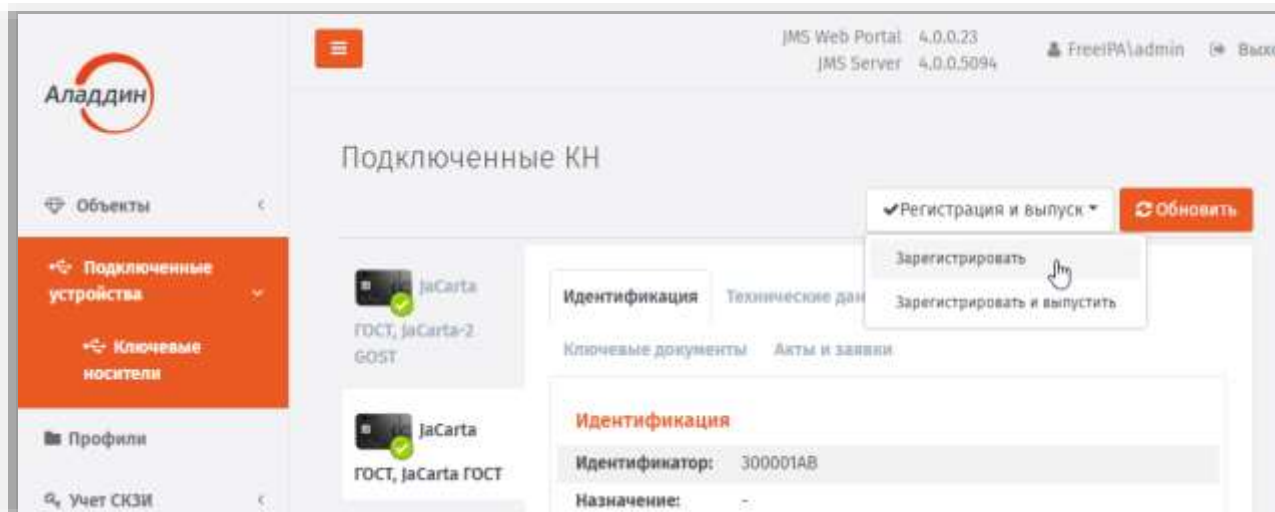 Аладдин
JMS Web Portal 4.0.0.23
JMS Server 4.0.0.5094
FreeIPA\admin
Подключенные КН
Объекты
Регистрация и выпуск
Обновить
Зарегистрировать
Зарегистрировать и выпустить
Подключенные
устройства
Ключевые
носители
Профили
Учет СКЗИ
JaCarta
ГОСТ, JaCarta-2
GOST
JaCarta
ГОСТ, JaCarta ГОСТ
Идентификация Технические
Ключевые документы Акты и заявки
Идентификация
Идентификатор: 300001AB
Назначение: -